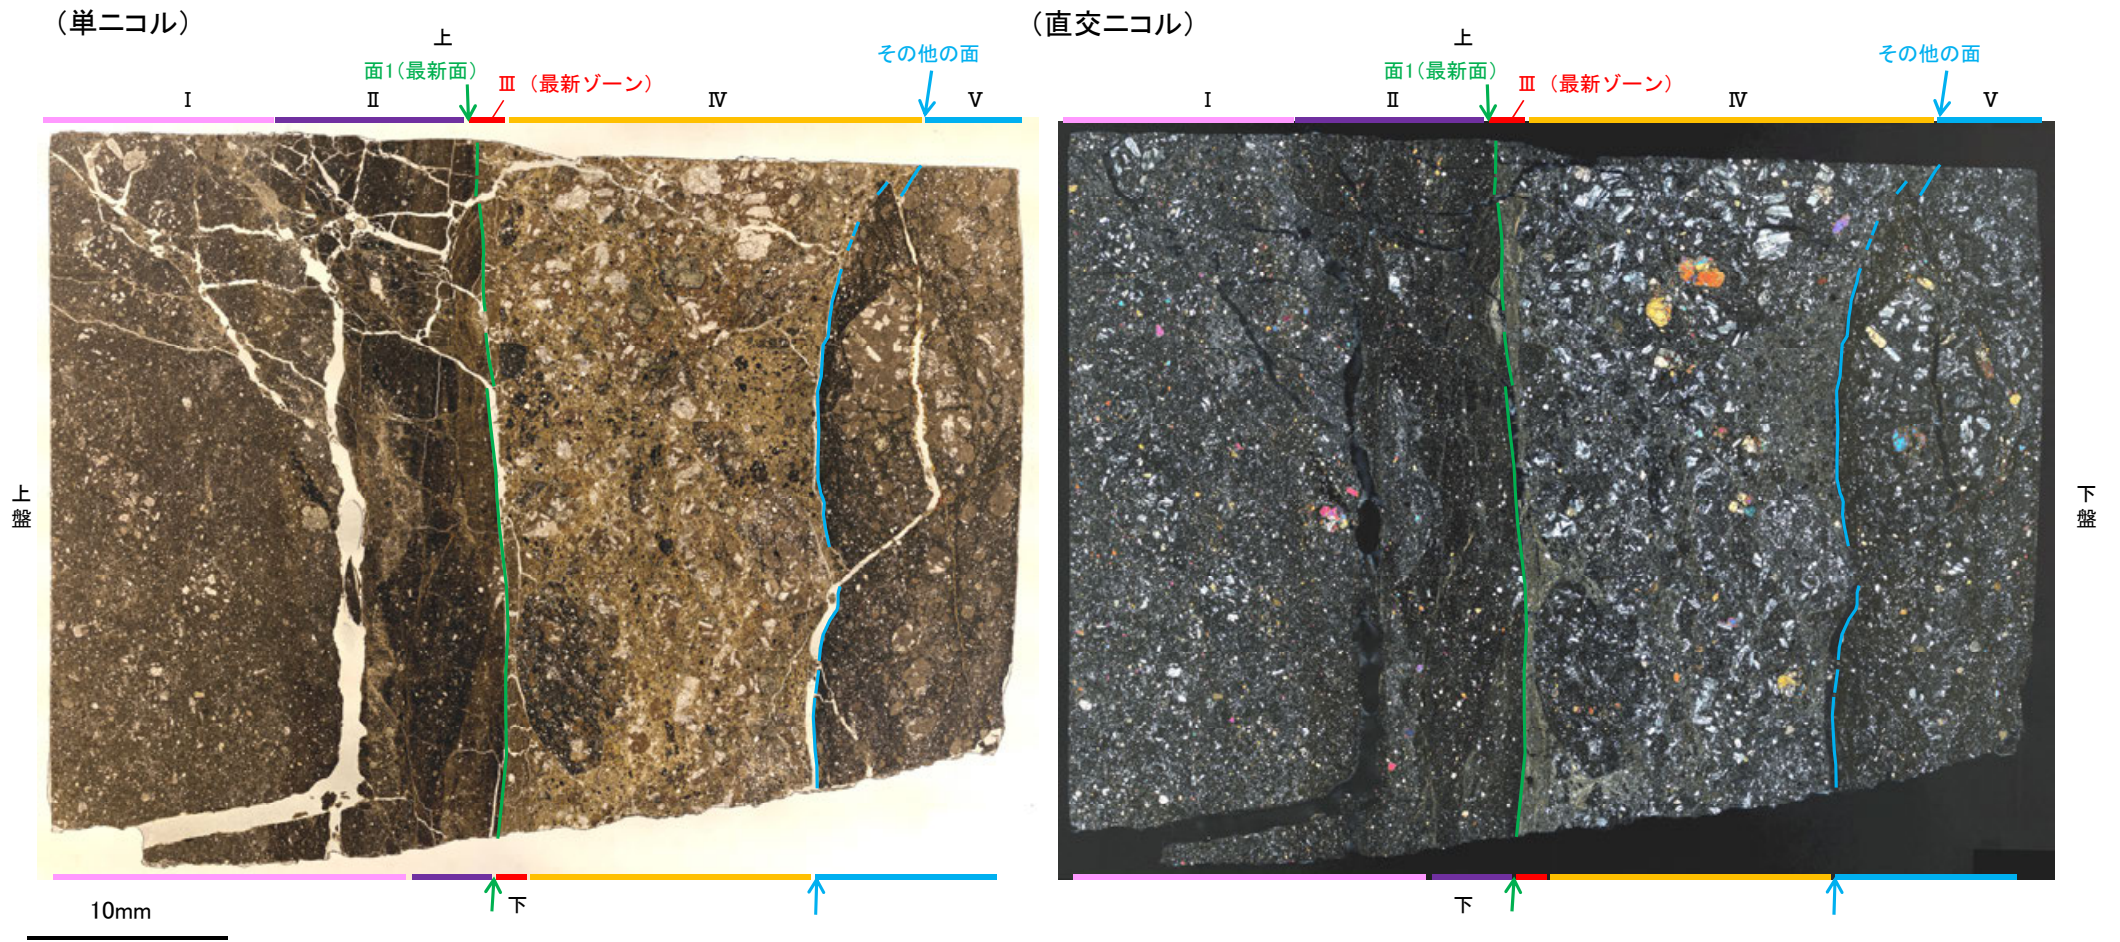 （単ニコル）
上
面1（最新面）
Ⅲ（最新ゾーン）
その他の面
Ⅰ
Ⅱ
Ⅳ
Ⅴ
上盤
下
10mm
（直交ニコル）
上
面1（最新面）
Ⅲ（最新ゾーン）
その他の面
Ⅰ
Ⅱ
Ⅳ
Ⅴ
下盤
下